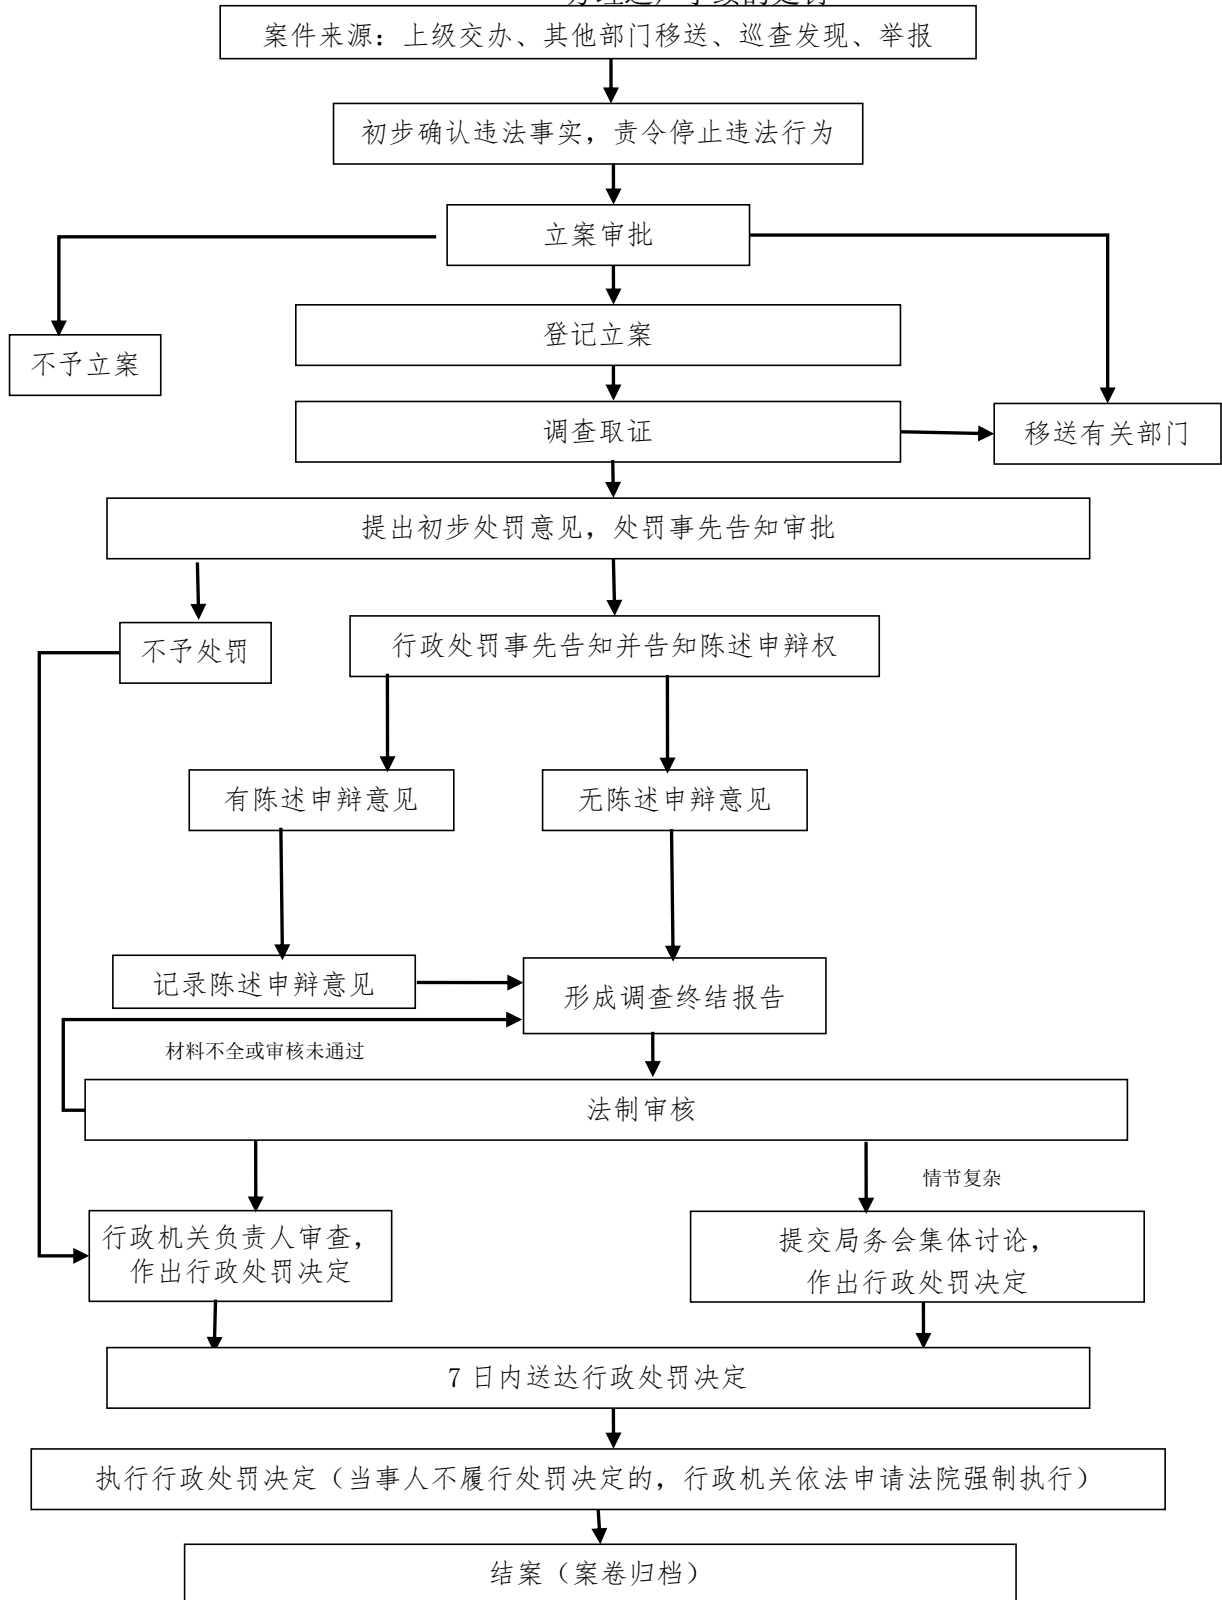 案件来源：上级交办、其他部门移送、巡查发现、举报
初步确认违法事实，责令停止违法行为
立案审批
登记立案
不予立案
调查取证
移送有关部门
提出初步处罚意见，处罚事先告知审批
不予处罚
行政处罚事先告知并告知陈述申辩权
有陈述申辩意见
无陈述申辩意见
记录陈述申辩意见
形成调查终结报告
材料不全或审核未通过
法制审核
情节复杂
行政机关负责人审查，
作出行政处罚决定
提交局务会集体讨论，
作出行政处罚决定
7 日内送达行政处罚决定
执行行政处罚决定（当事人不履行处罚决定的，行政机关依法申请法院强制执行）
结案（案卷归档）